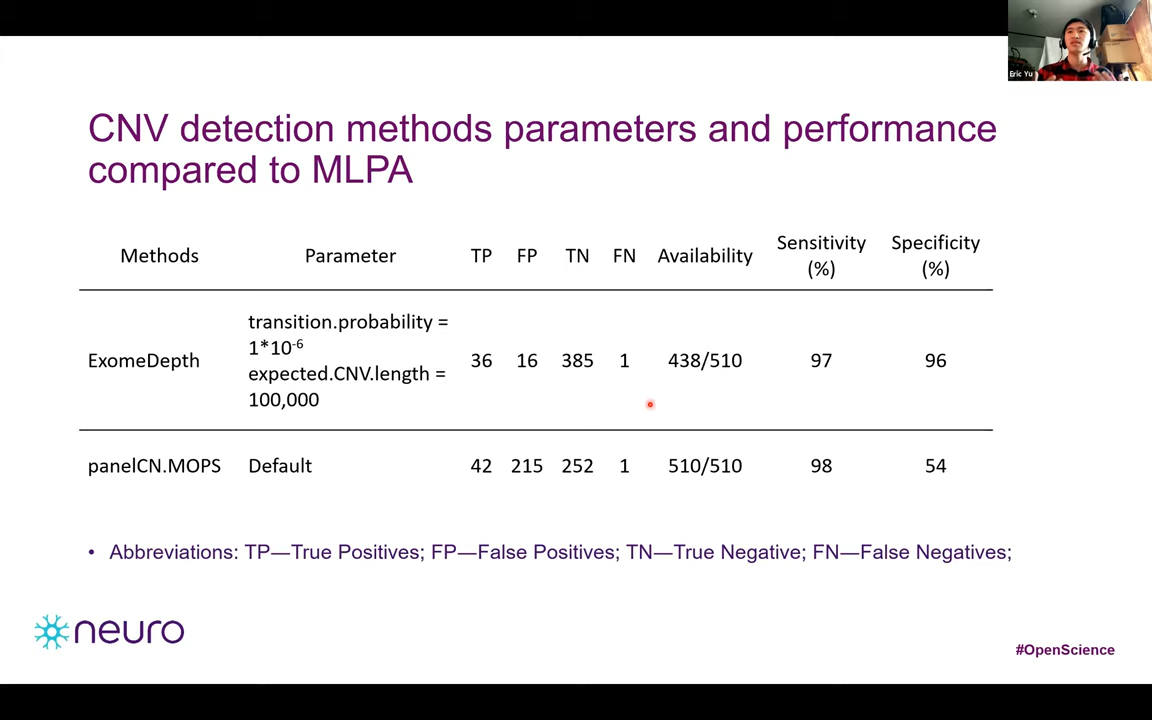 Eric Yu
CNV detection methods parameters and performance
compared to MLPA
Methods Parameter TP FP TN FN Availability Sensitivity (%) Specificity (%)
ExomeDepth transition.probability = 1*10⁻⁶ expected.CNV.length = 100,000 36 16 385 1 438/510 97 96
panelCN.MOPS Default 42 215 252 1 510/510 98 54
• Abbreviations: TP—True Positives; FP—False Positives; TN—True Negative; FN—False Negatives;
neuro
#OpenScience